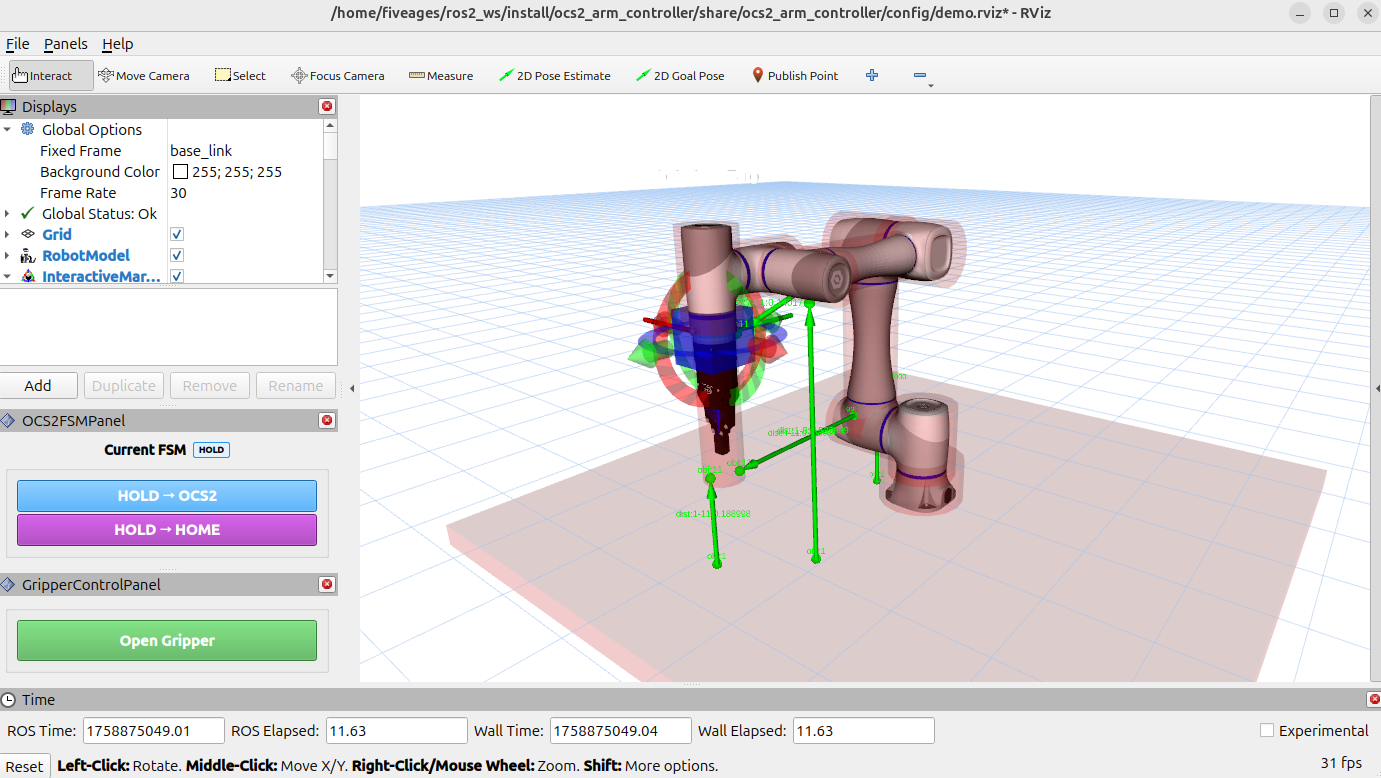 /home/fiveages/ros2_ws/install/ocs2_arm_controller/share/ocs2_arm_controller/config/demo.rviz* - RViz
File Panels Help
Interact Move Camera Select Focus Camera Measure 2D Pose Estimate 2D Goal Pose Publish Point
Displays
Global Options
Fixed Frame base_link
Background Color 255; 255; 255
Frame Rate 30
Global Status: Ok
Grid
RobotModel
InteractiveMar...
Add Duplicate Remove Rename
OCS2FSMPanel
Current FSM HOLD
HOLD → OCS2
HOLD → HOME
GripperControlPanel
Open Gripper
dist:1-11:0.188998
Time
ROS Time: 1758875049.01 ROS Elapsed: 11.63 Wall Time: 1758875049.04 Wall Elapsed: 11.63 Experimental
Reset Left-Click: Rotate. Middle-Click: Move X/Y. Right-Click/Mouse Wheel: Zoom. Shift: More options. 31 fps